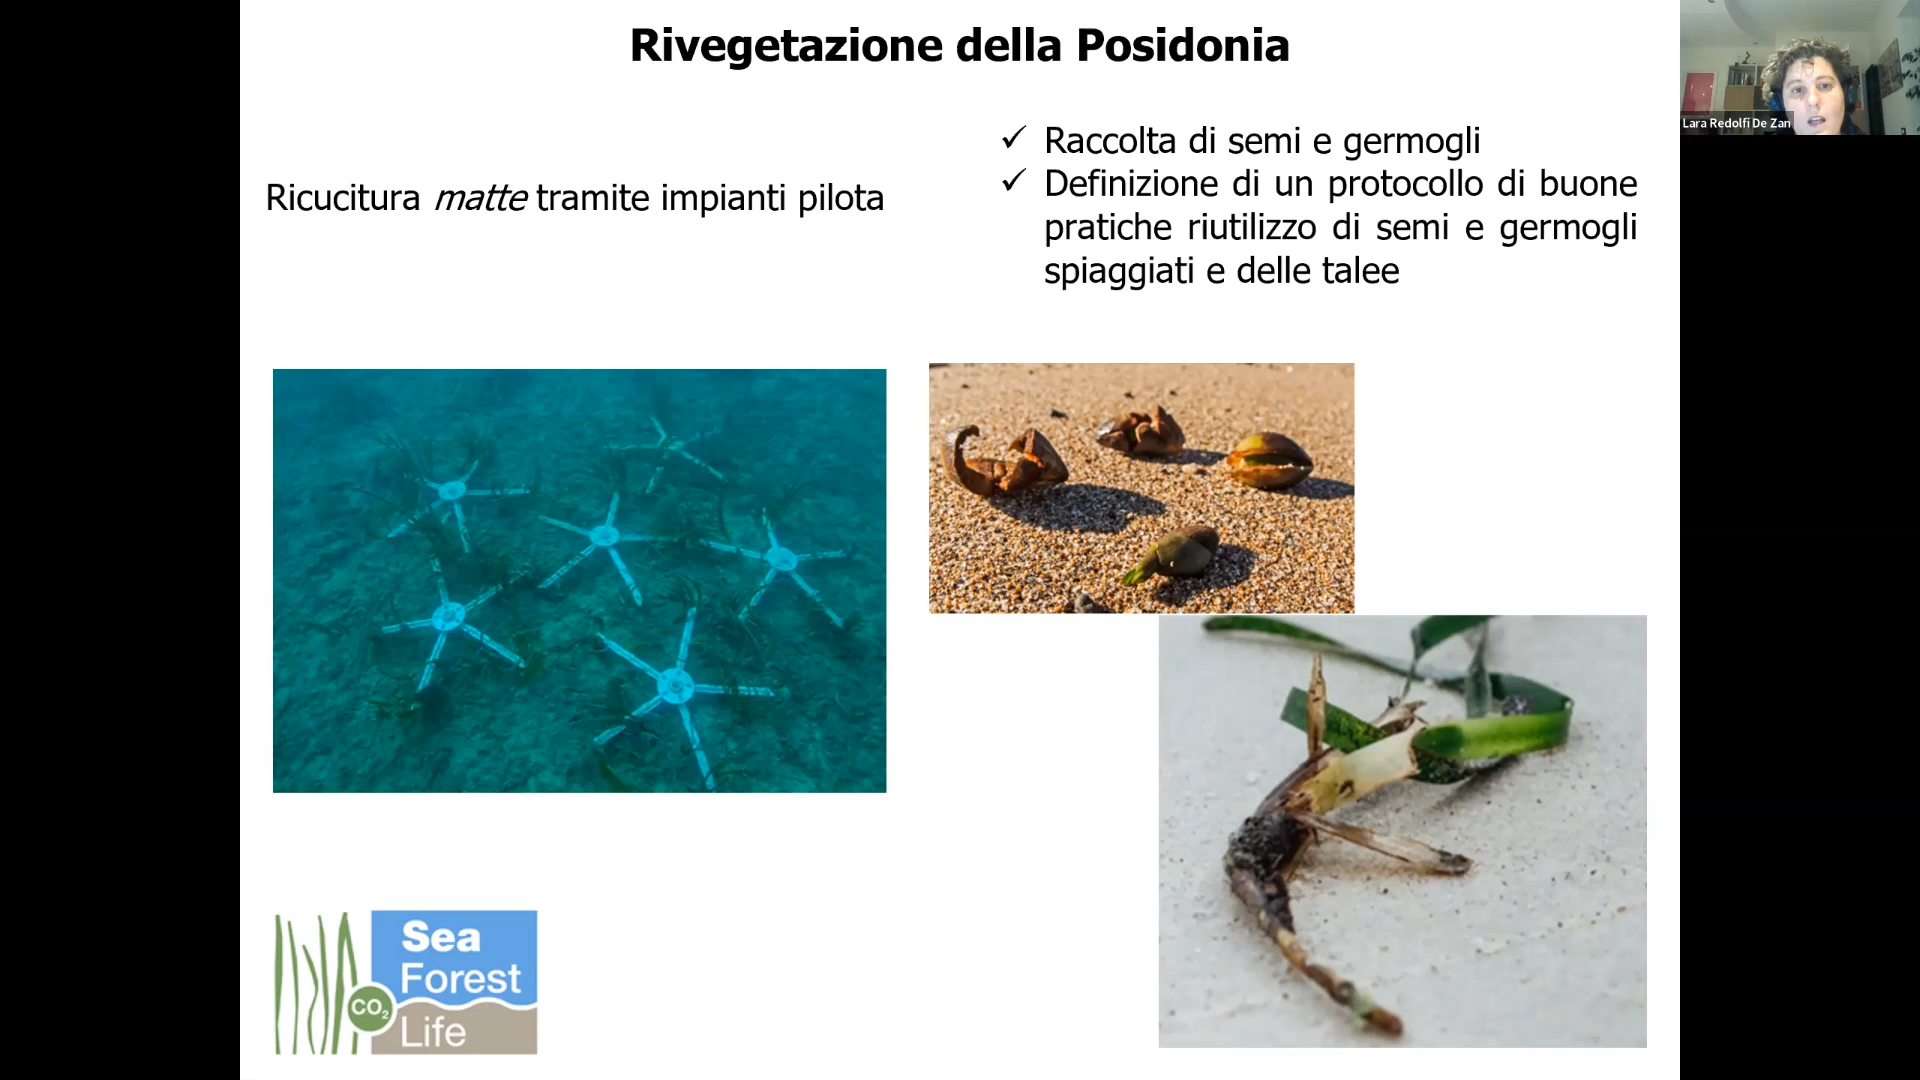 Rivegetazione della Posidonia
Ricucitura matte tramite impianti pilota
✓ Raccolta di semi e germogli
✓ Definizione di un protocollo di buone
pratiche riutilizzo di semi e germogli
spiaggiati e delle talee
Lara Redolfi De Zan
Sea
Forest
CO₂
Life